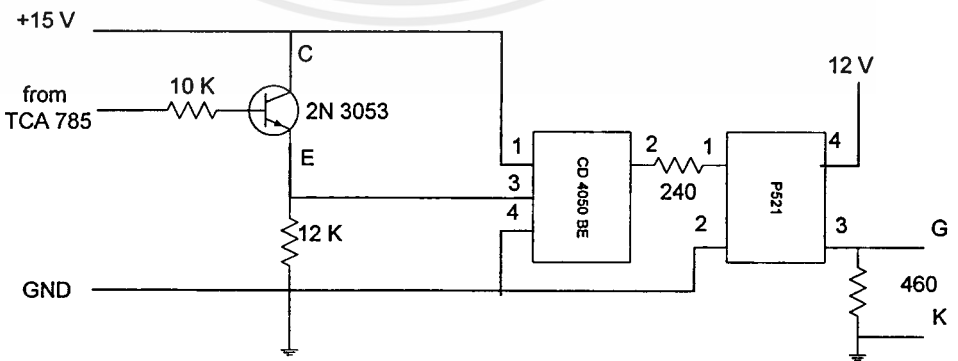 +15 V
C
12 V
from
TCA 785
10 K
2N 3053
E
1
3
4
CD 4050 BE
2
240
1
2
P521
4
3
G
12 K
460
GND
K